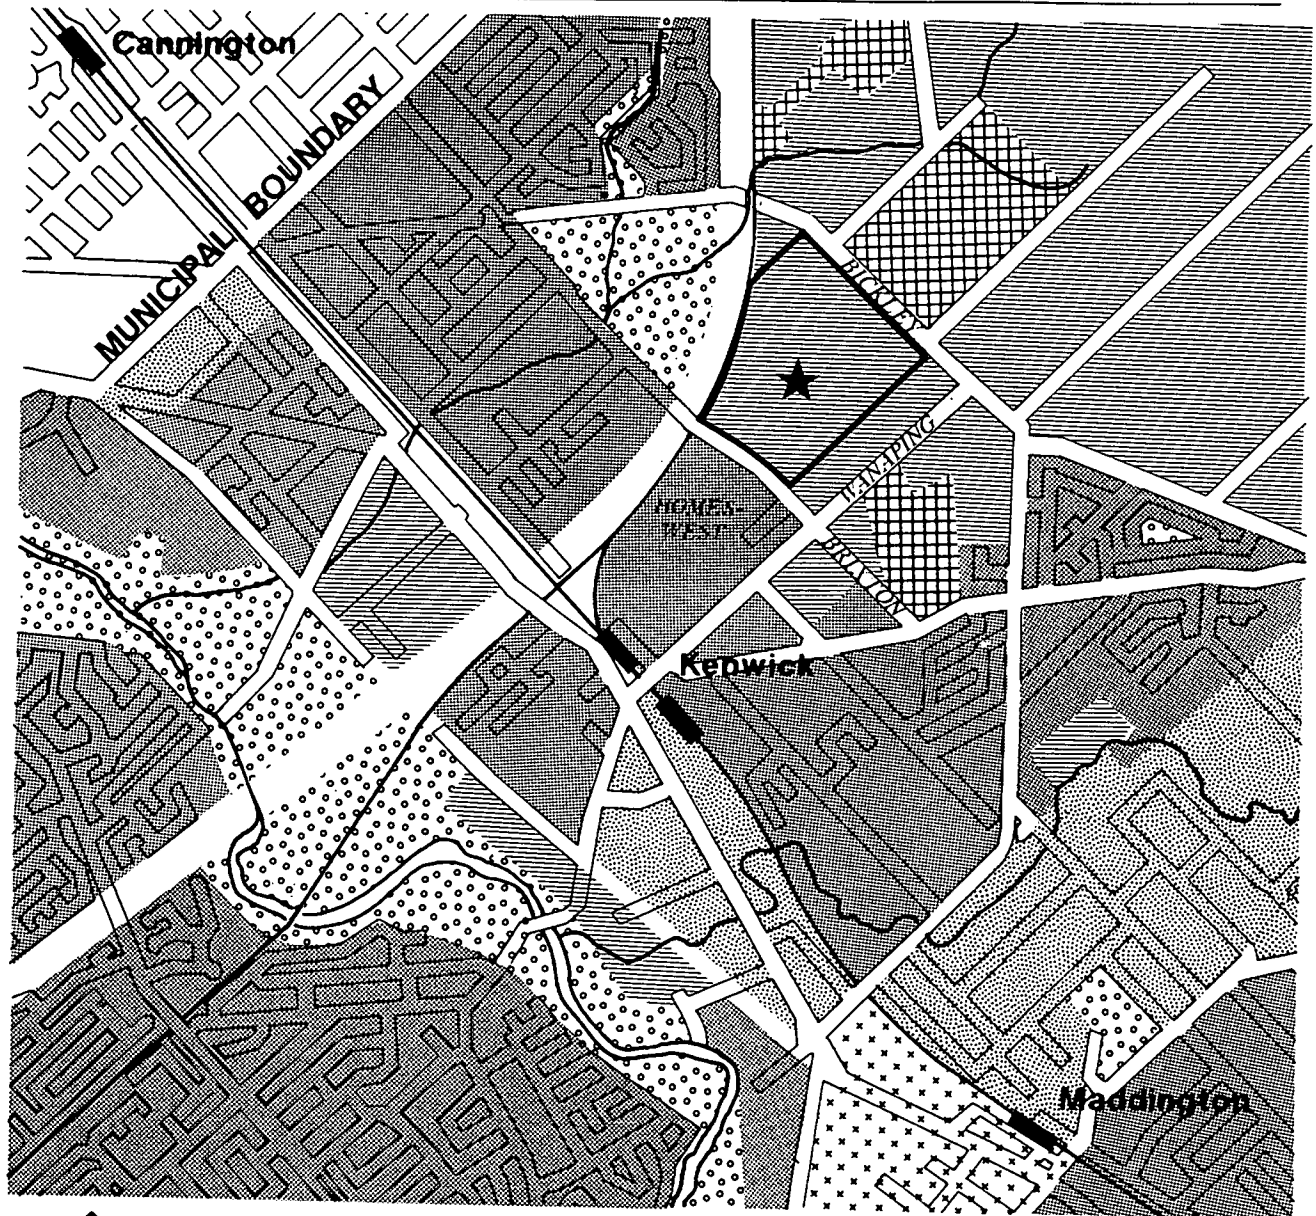 Cannington
MUNICIPAL BOUNDARY
BICKLEY
WANAPING
HOMES-
WEST
BRIXTON
Kenwick
Maddington